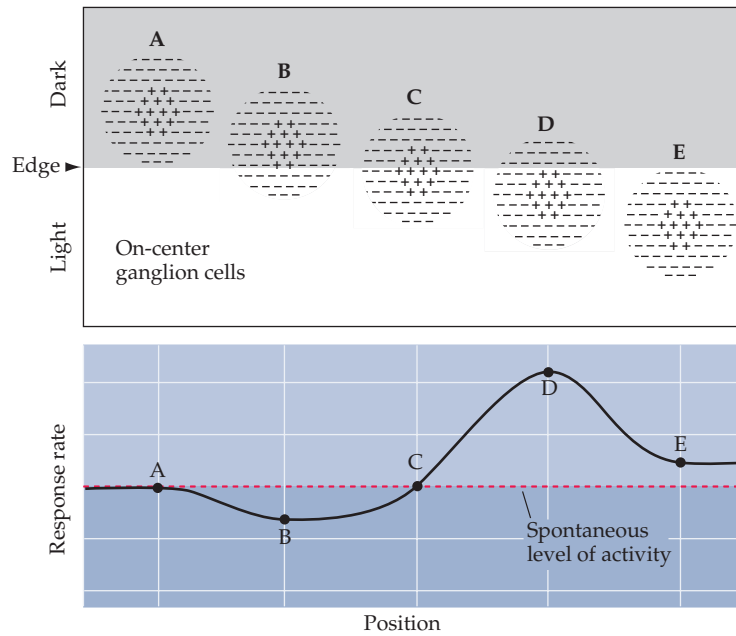 Dark
Edge
Light
A
B
C
D
E
On-center
ganglion cells
Response rate
A
B
C
D
E
Spontaneous
level of activity
Position